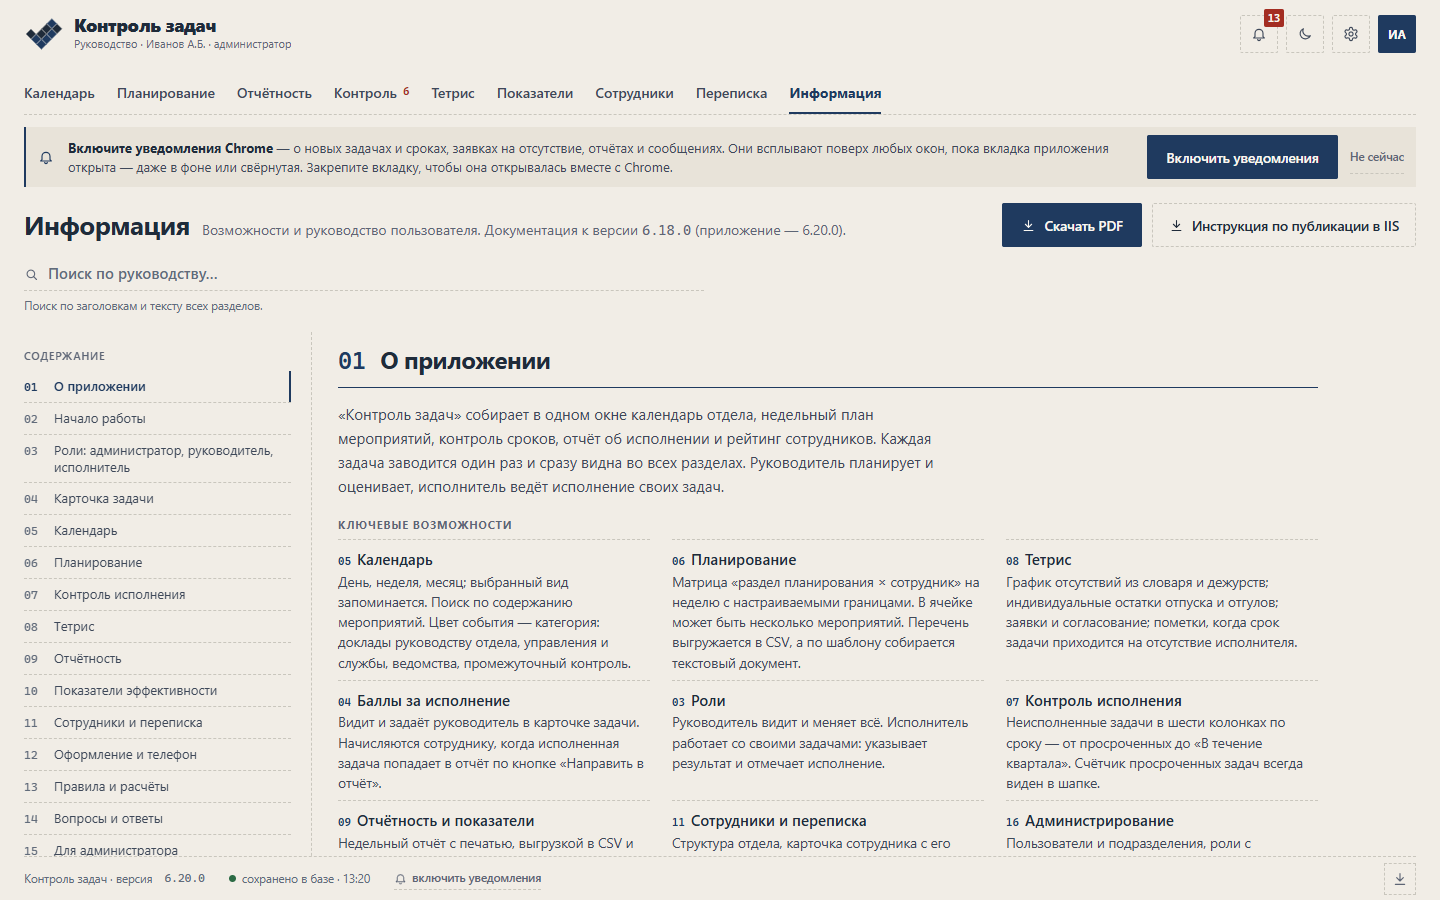 Контроль задач
Руководство · Иванов А.Б. · администратор
13
ИА
Календарь Планирование Отчётность Контроль 6 Тетрис Показатели Сотрудники Переписка Информация
Включите уведомления Chrome — о новых задачах и сроках, заявках на отсутствие, отчётах и сообщениях. Они всплывают поверх любых окон, пока вкладка приложения
открыта — даже в фоне или свёрнутая. Закрепите вкладку, чтобы она открывалась вместе с Chrome.
Включить уведомления
Не сейчас
Информация
Возможности и руководство пользователя. Документация к версии 6.18.0 (приложение — 6.20.0).
Скачать PDF
Инструкция по публикации в IIS
Поиск по руководству...
Поиск по заголовкам и тексту всех разделов.
СОДЕРЖАНИЕ
01 О приложении
02 Начало работы
03 Роли: администратор, руководитель,
исполнитель
04 Карточка задачи
05 Календарь
06 Планирование
07 Контроль исполнения
08 Тетрис
09 Отчётность
10 Показатели эффективности
11 Сотрудники и переписка
12 Оформление и телефон
13 Правила и расчёты
14 Вопросы и ответы
15 Для администратора
01 О приложении
«Контроль задач» собирает в одном окне календарь отдела, недельный план
мероприятий, контроль сроков, отчёт об исполнении и рейтинг сотрудников. Каждая
задача заводится один раз и сразу видна во всех разделах. Руководитель планирует и
оценивает, исполнитель ведёт исполнение своих задач.
КЛЮЧЕВЫЕ ВОЗМОЖНОСТИ
05 Календарь
День, неделя, месяц; выбранный вид
запоминается. Поиск по содержанию
мероприятий. Цвет события — категория:
доклады руководству отдела, управления и
службы, ведомства, промежуточный контроль.
06 Планирование
Матрица «раздел планирования × сотрудник» на
неделю с настраиваемыми границами. В ячейке
может быть несколько мероприятий. Перечень
выгружается в CSV, а по шаблону собирается
текстовый документ.
08 Тетрис
График отсутствий из словаря и дежурств;
индивидуальные остатки отпуска и отгулов;
заявки и согласование; пометки, когда срок
задачи приходится на отсутствие исполнителя.
04 Баллы за исполнение
Видит и задаёт руководитель в карточке задачи.
Начисляются сотруднику, когда исполненная
задача попадает в отчёт по кнопке «Направить в
отчёт».
03 Роли
Руководитель видит и меняет всё. Исполнитель
работает со своими задачами: указывает
результат и отмечает исполнение.
07 Контроль исполнения
Неисполненные задачи в шести колонках по
сроку — от просроченных до «В течение
квартала». Счётчик просроченных задач всегда
виден в шапке.
09 Отчётность и показатели
Недельный отчёт с печатью, выгрузкой в CSV и
11 Сотрудники и переписка
Структура отдела, карточка сотрудника с его
16 Администрирование
Пользователи и подразделения, роли с
Контроль задач · версия 6.20.0
сохранено в базе · 13:20
включить уведомления